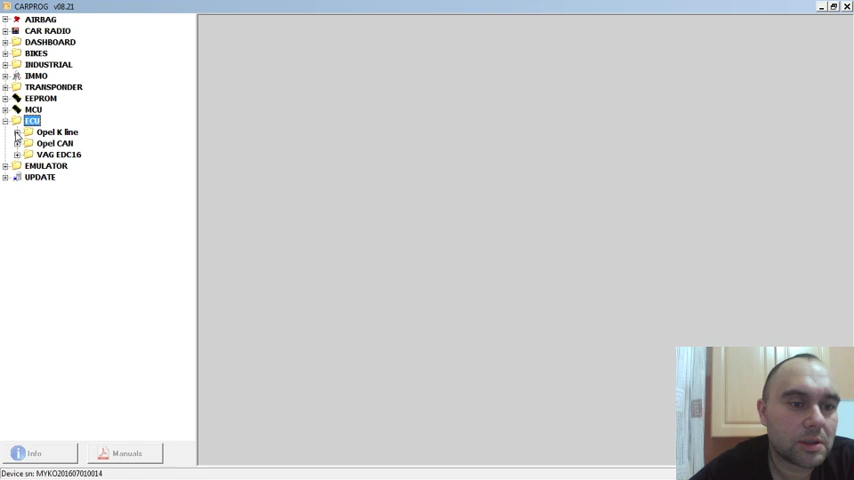 CARPROG v08.21
AIRBAG
CAR RADIO
DASHBOARD
BIKES
INDUSTRIAL
IMMO
TRANSPONDER
EEPROM
MCU
ECU
Opel K line
Opel CAN
VAG EDC16
EMULATOR
UPDATE
Info
Manuals
Device sn: MYKO201607010014